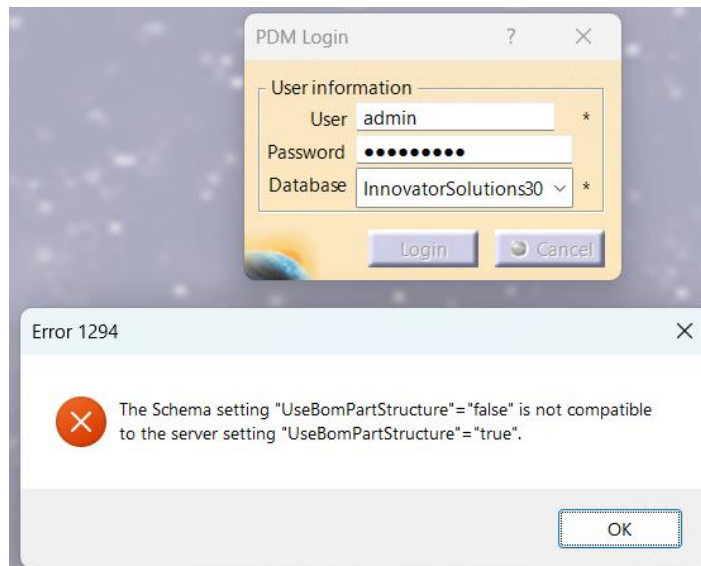 PDM Login ? ×
User information
User admin *
Password ●●●●●●●●●
Database InnovatorSolutions30 *
Login Cancel
Error 1294 ×
The Schema setting "UseBomPartStructure"="false" is not compatible
to the server setting "UseBomPartStructure"="true".
OK